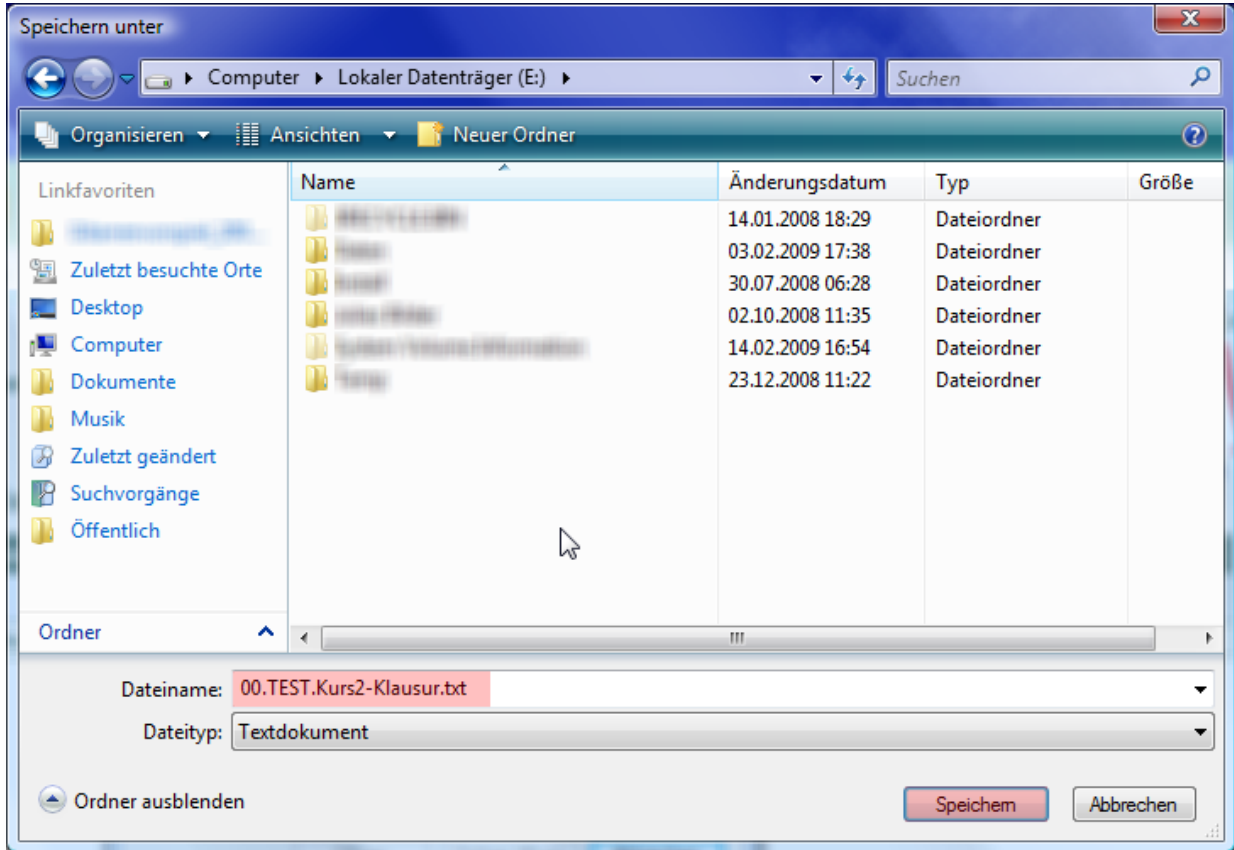 Speichern unter
Computer Lokaler Datenträger (E:) Suchen
Organisieren Ansichten Neuer Ordner
Linkfavoriten
Zuletzt besuchte Orte
Desktop
Computer
Dokumente
Musik
Zuletzt geändert
Suchvorgänge
Öffentlich
Ordner
Name Änderungsdatum Typ Größe
14.01.2008 18:29 Dateiordner
03.02.2009 17:38 Dateiordner
30.07.2008 06:28 Dateiordner
02.10.2008 11:35 Dateiordner
14.02.2009 16:54 Dateiordner
23.12.2008 11:22 Dateiordner
Dateiname: 00.TEST.Kurs2-Klausur.txt
Dateityp: Textdokument
Ordner ausblenden Speichern Abbrechen